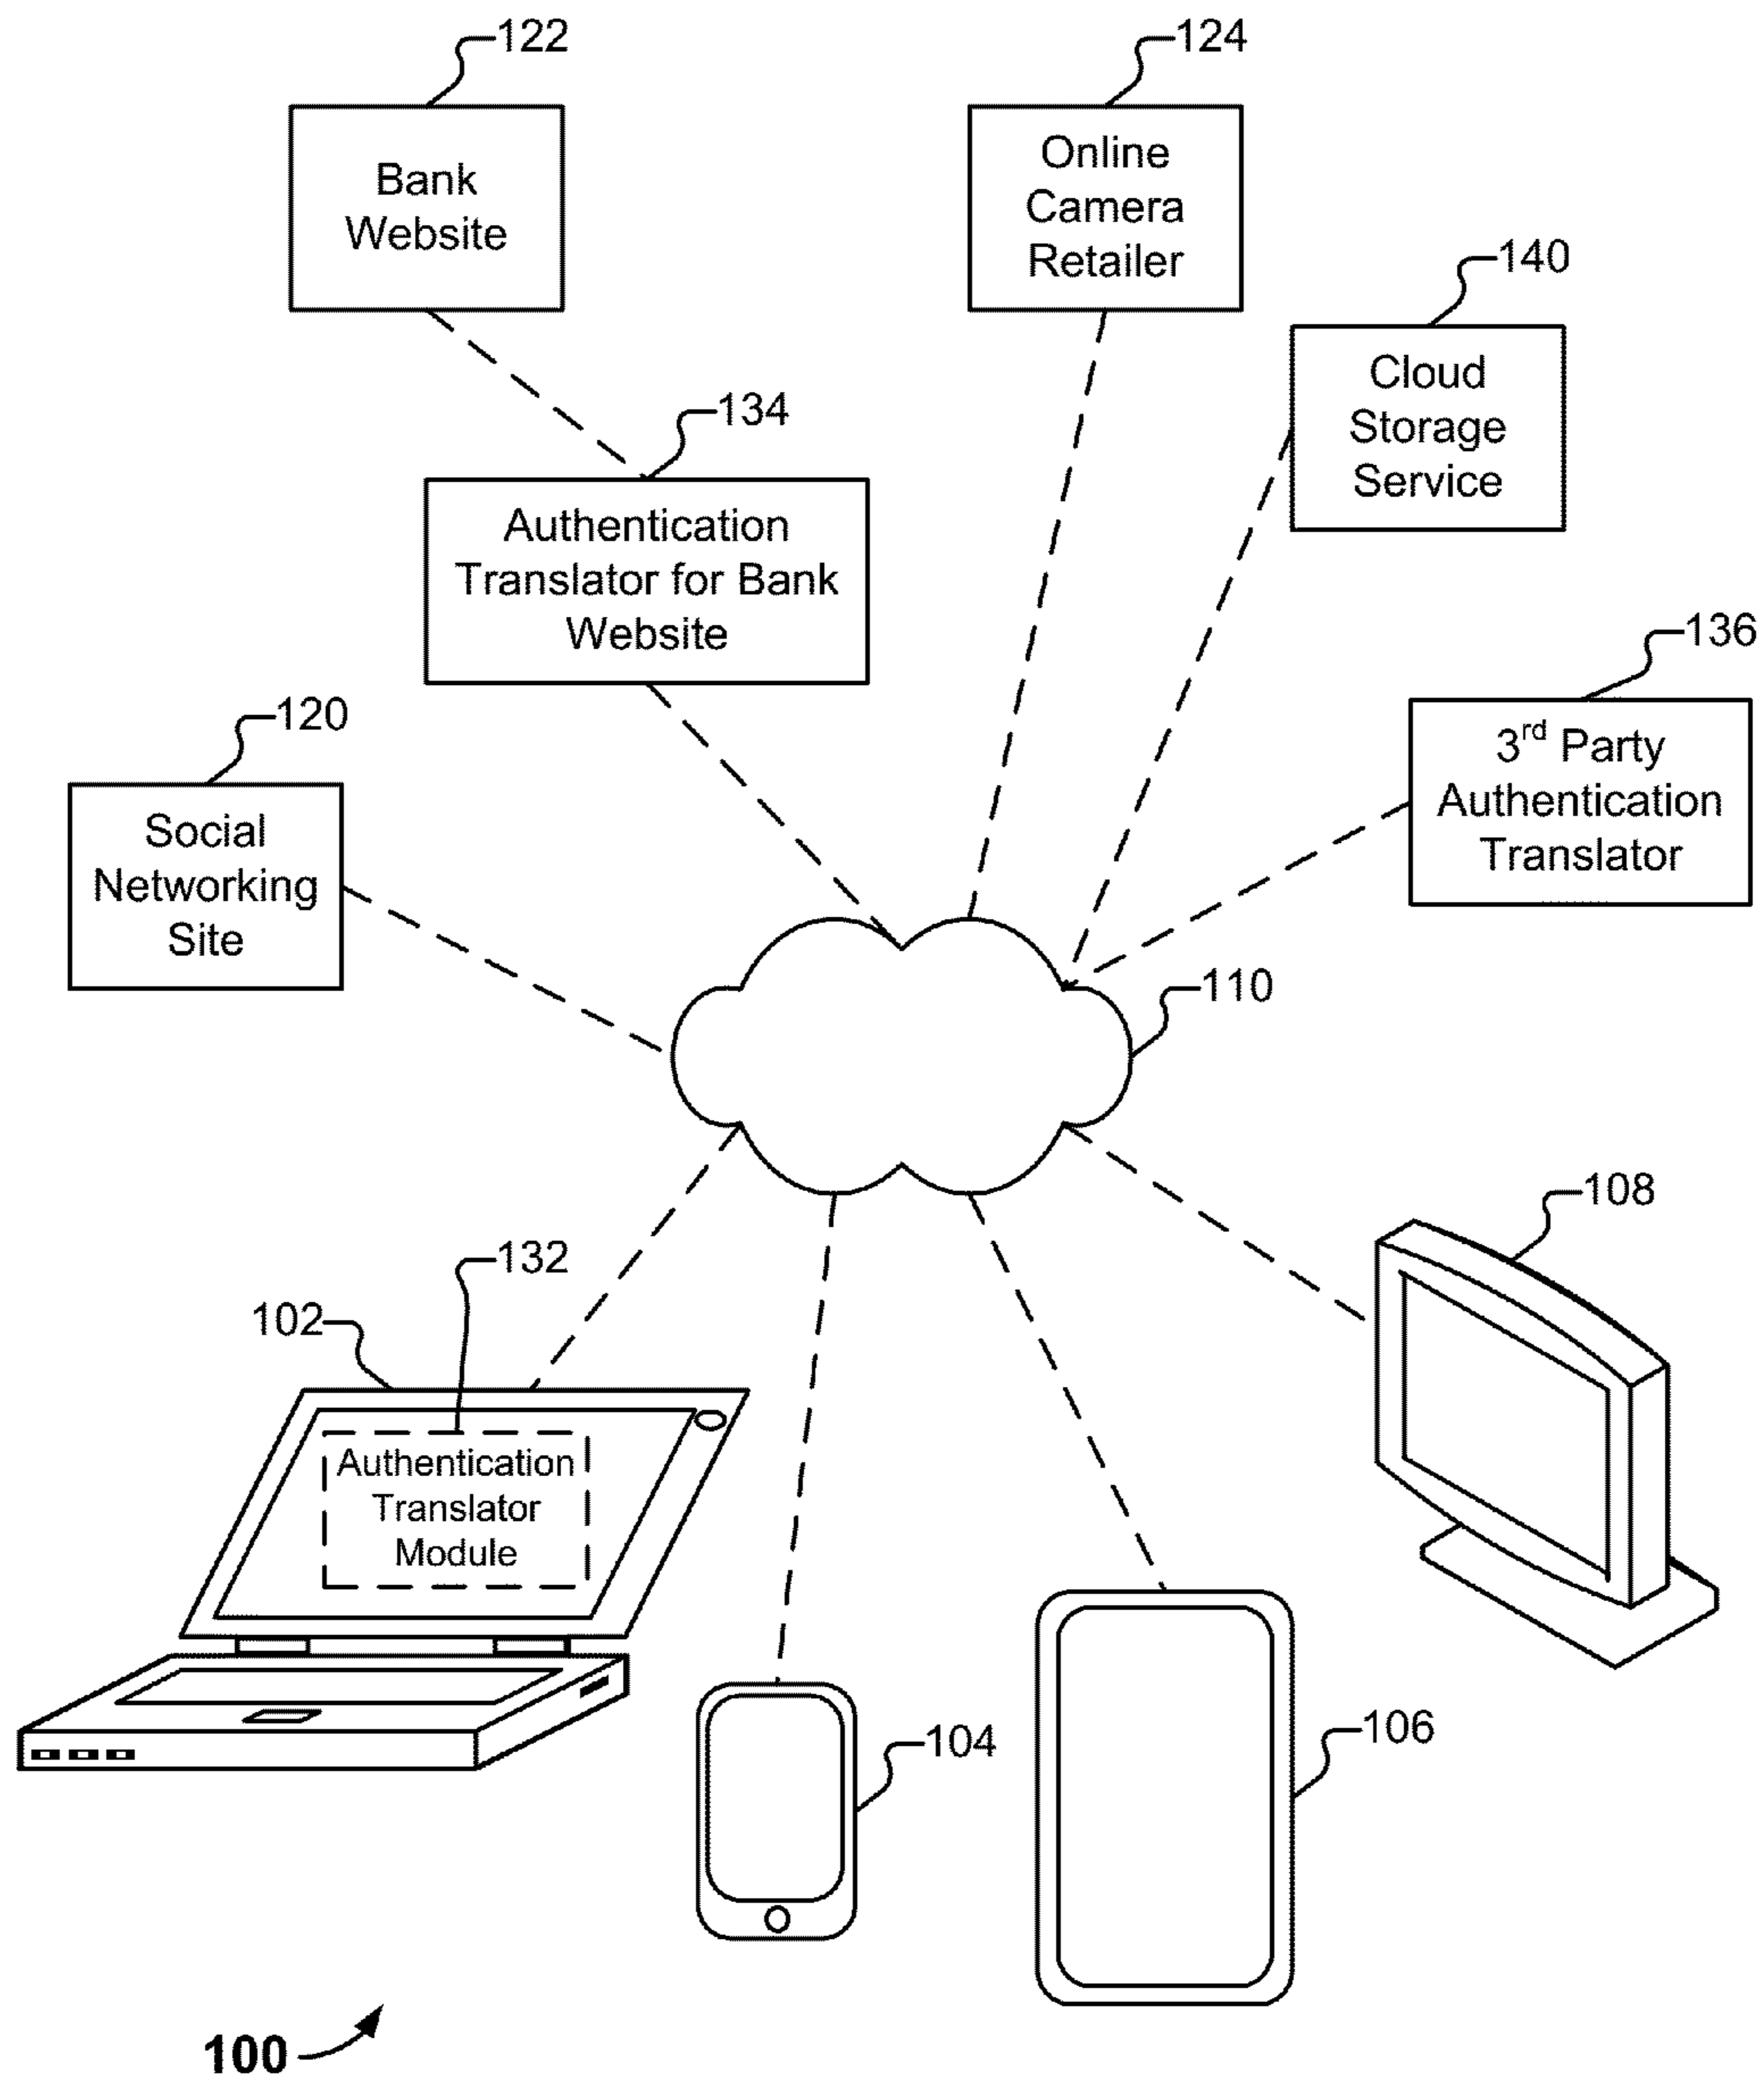 122
Bank
Website
124
Online
Camera
Retailer
140
Cloud
Storage
Service
134
Authentication
Translator for Bank
Website
136
3rd Party
Authentication
Translator
120
Social
Networking
Site
110
108
132
102
Authentication
Translator
Module
104
106
100